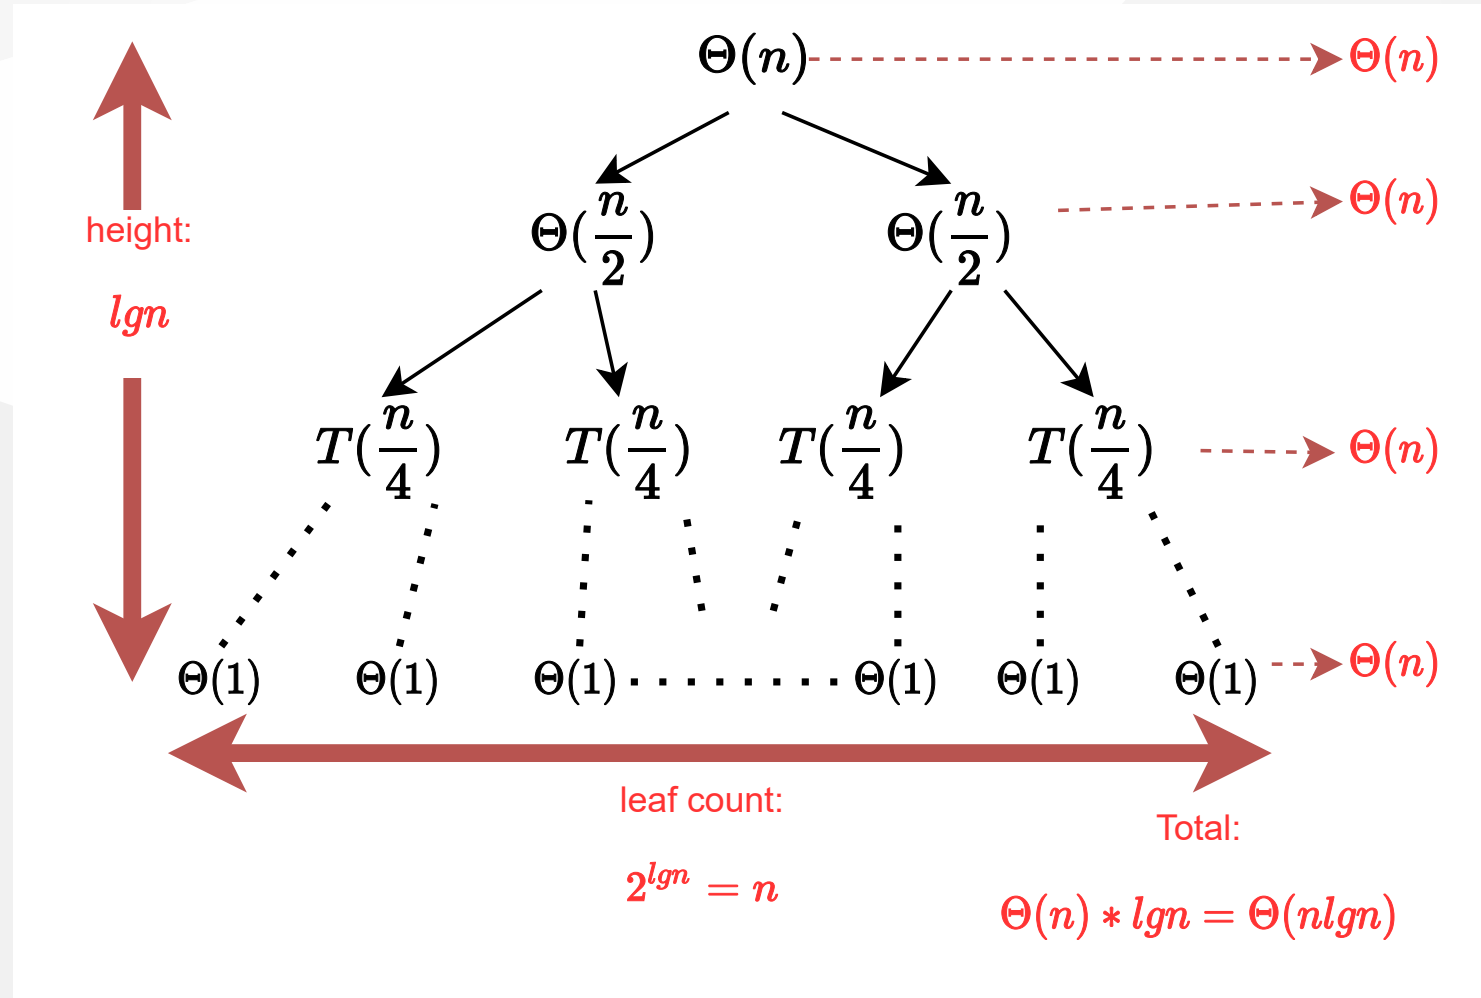 Θ(n) Θ(n)
Θ(n/2) Θ(n/2) Θ(n)
height:
lgn
T(n/4) T(n/4) T(n/4) T(n/4) Θ(n)
Θ(1) Θ(1) Θ(1) ........ Θ(1) Θ(1) Θ(1) Θ(n)
leaf count:
2^{lgn} = n
Total:
Θ(n) * lgn = Θ(nlgn)